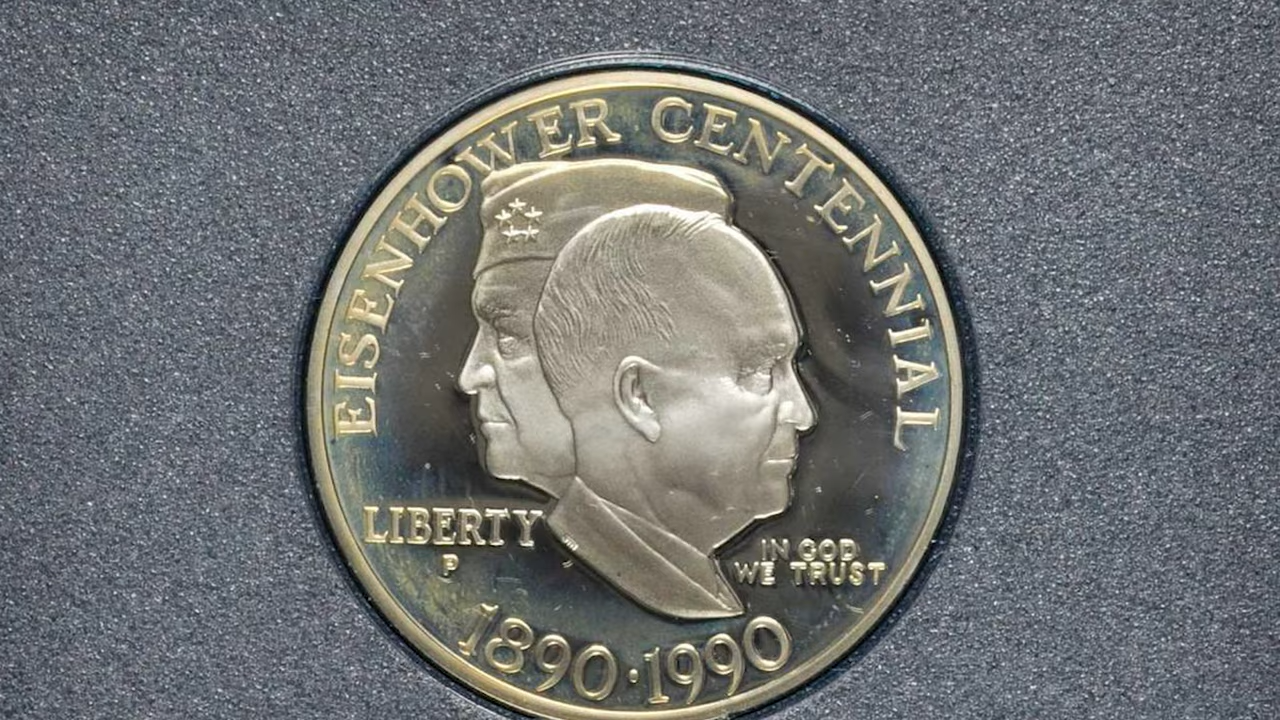 EISENHOWER CENTENNIAL
LIBERTY
P
IN GOD
WE TRUST
1890·1990